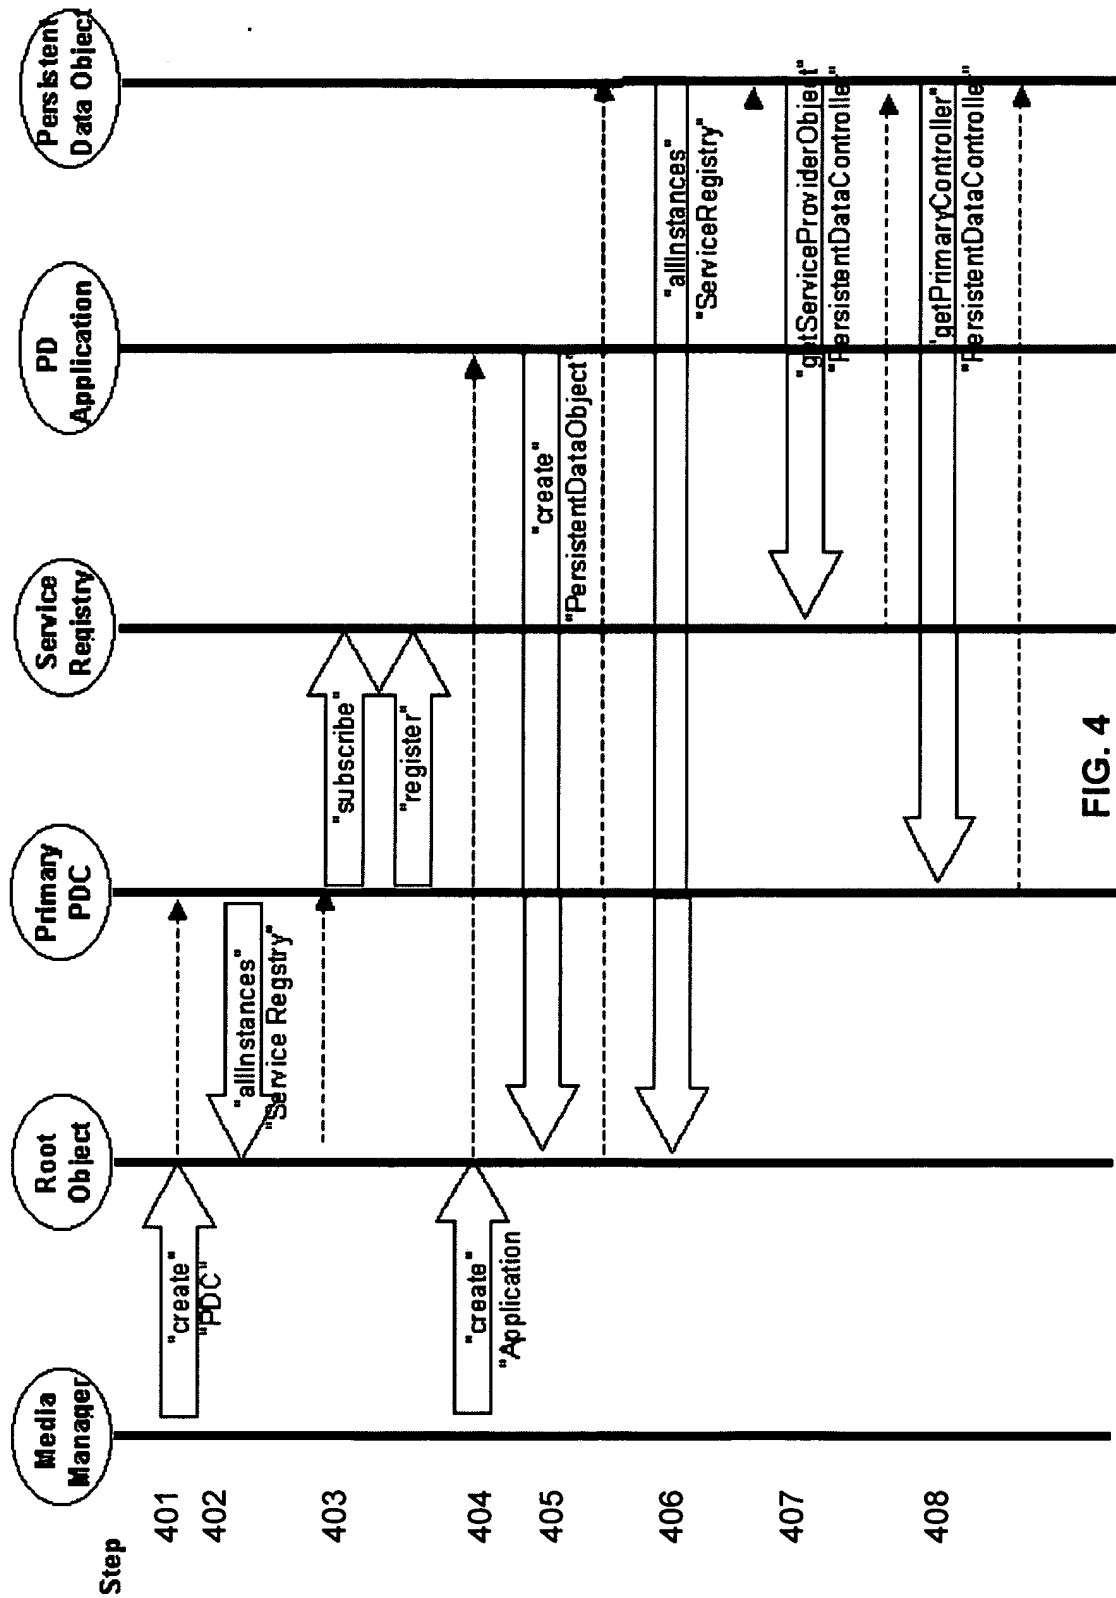 Step
Media
Manager
Root
Object
Primary
PDC
Service
Registry
PD
Application
Persistent
Data Object
401
"create"
"PDC"
402
"allInstances"
"Service Regstry"
403
"subscribe"
"register"
404
"create"
"Application
405
"create"
"PersistentDataObject"
406
"allInstances"
"ServiceRegistry"
407
"getServiceProviderObject"
"PersistentDataController"
408
'getPrimaryController"
"PersistentDataController"
FIG. 4